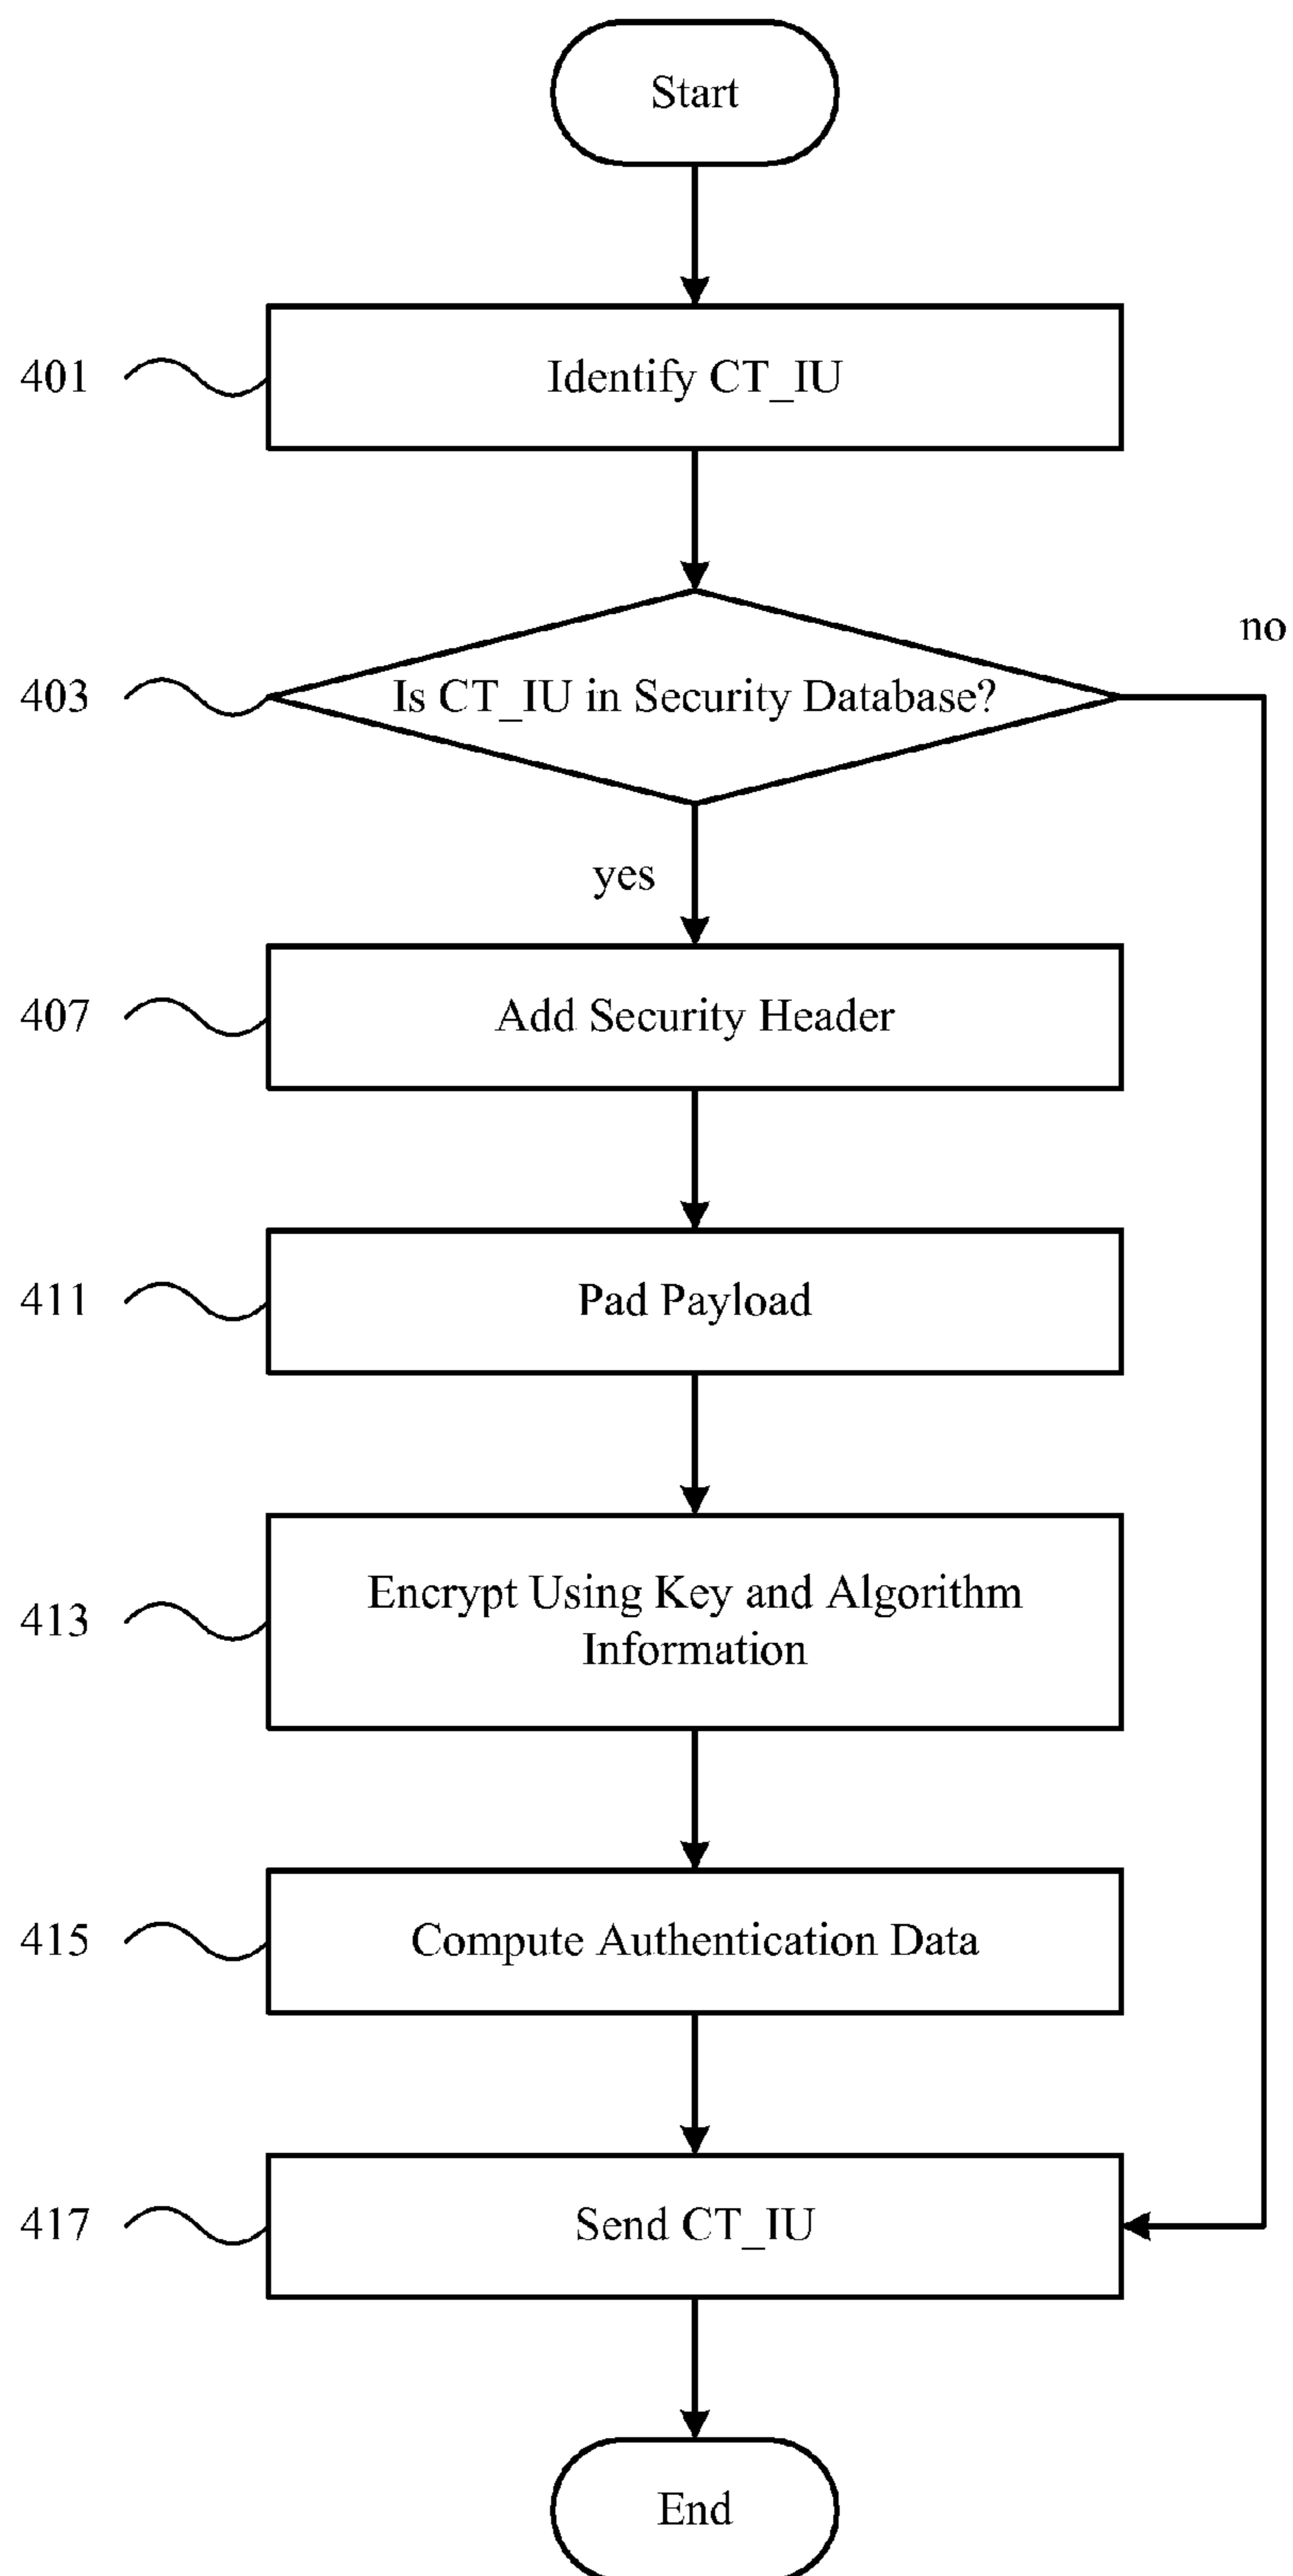 Start
401
Identify CT_IU
no
403
Is CT_IU in Security Database?
yes
407
Add Security Header
411
Pad Payload
413
Encrypt Using Key and Algorithm
Information
415
Compute Authentication Data
417
Send CT_IU
End